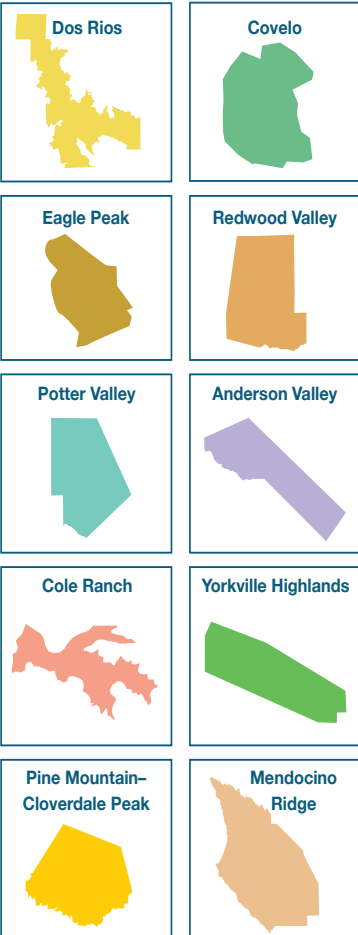 Dos Rios
Covelo
Eagle Peak
Redwood Valley
Potter Valley
Anderson Valley
Cole Ranch
Yorkville Highlands
Pine Mountain–
Cloverdale Peak
Mendocino
Ridge